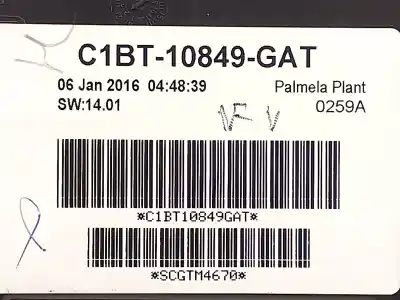 C1BT-10849-GAT
06 Jan 2016 04:48:39 Palmela Plant
SW:14.01 0259A
*C1BT10849GAT*
*SCGTM4670*